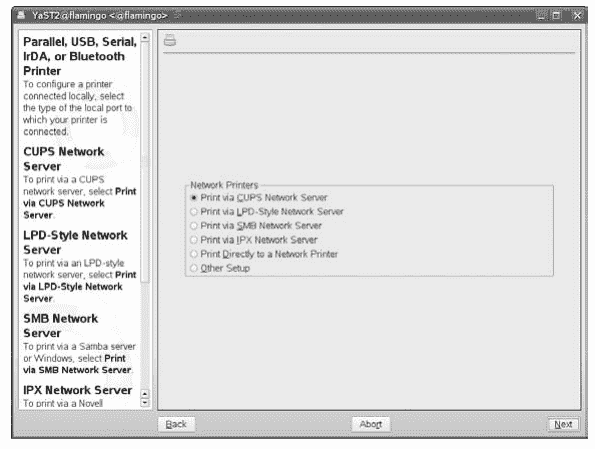 YaST2@flamingo <@flamingo>
Parallel, USB, Serial,
IrDA, or Bluetooth
Printer
To configure a printer
connected locally, select
the type of the local port to
which your printer is
connected.
CUPS Network
Server
To print via a CUPS
network server, select Print
via CUPS Network
Server.
LPD-Style Network
Server
To print via an LPD-style
network server, select Print
via LPD-Style Network
Server.
SMB Network
Server
To print via a Samba server
or Windows, select Print
via SMB Network Server.
IPX Network Server
To print via a Novell
Network Printers
Print via CUPS Network Server
Print via LPD-Style Network Server
Print via SMB Network Server
Print via IPX Network Server
Print Directly to a Network Printer
Other Setup
Back
Abort
Next